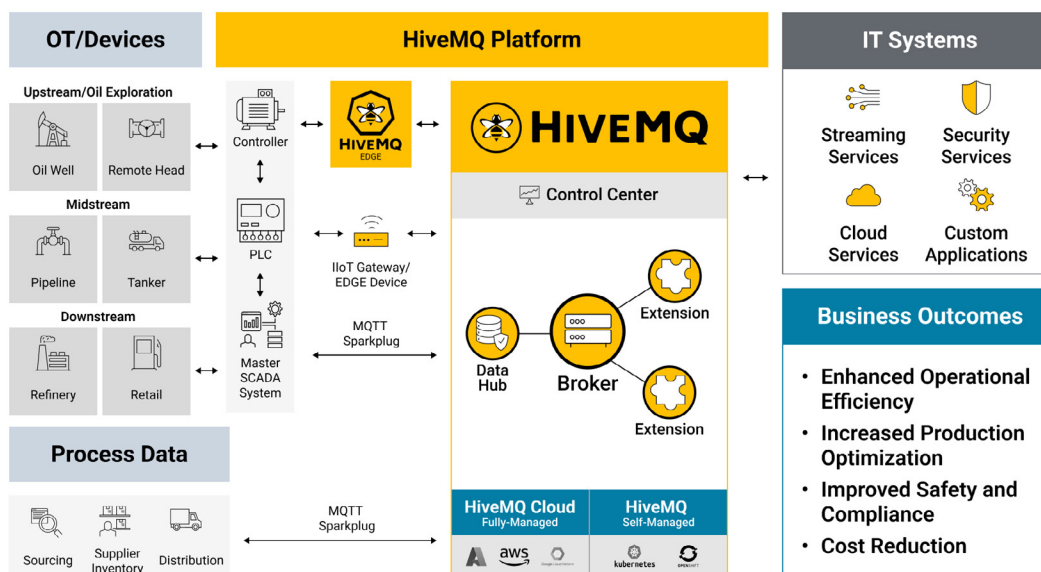 OT/Devices
HiveMQ Platform
IT Systems
Upstream/Oil Exploration
Oil Well
Remote Head
Midstream
Pipeline
Tanker
Downstream
Refinery
Retail
Controller
PLC
Master
SCADA
System
HIVEMQ
EDGE
IIoT Gateway/
EDGE Device
MQTT
Sparkplug
HIVEMQ
Control Center
Data
Hub
Broker
Extension
Extension
HiveMQ Cloud
Fully-Managed
HiveMQ
Self-Managed
aws
Google Cloud Platform
kubernetes
OPENSHIFT
Streaming
Services
Security
Services
Cloud
Services
Custom
Applications
Business Outcomes
• Enhanced Operational
Efficiency
• Increased Production
Optimization
• Improved Safety and
Compliance
• Cost Reduction
Process Data
Sourcing
Supplier
Inventory
Distribution
MQTT
Sparkplug